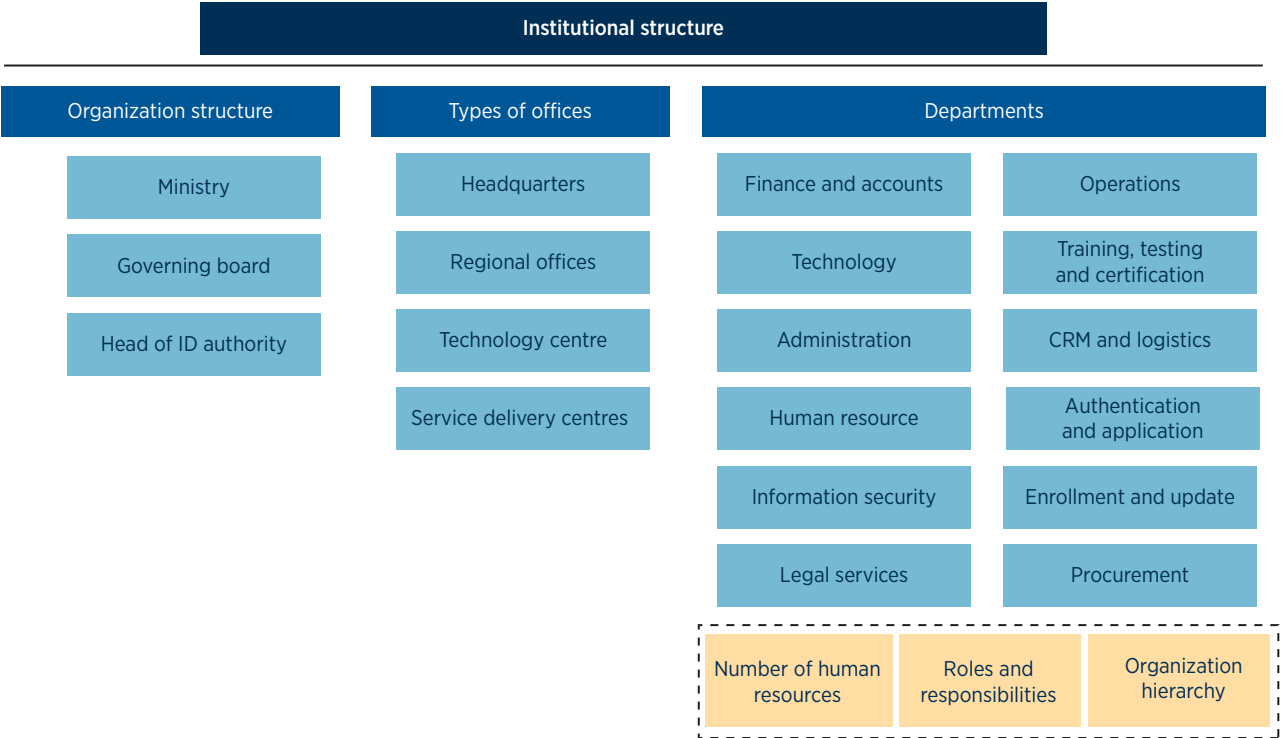 Institutional structure
Organization structure
Ministry
Governing board
Head of ID authority
Types of offices
Headquarters
Regional offices
Technology centre
Service delivery centres
Departments
Finance and accounts
Operations
Technology
Training, testing
and certification
Administration
CRM and logistics
Human resource
Authentication
and application
Information security
Enrollment and update
Legal services
Procurement
Number of human
resources
Roles and
responsibilities
Organization
hierarchy